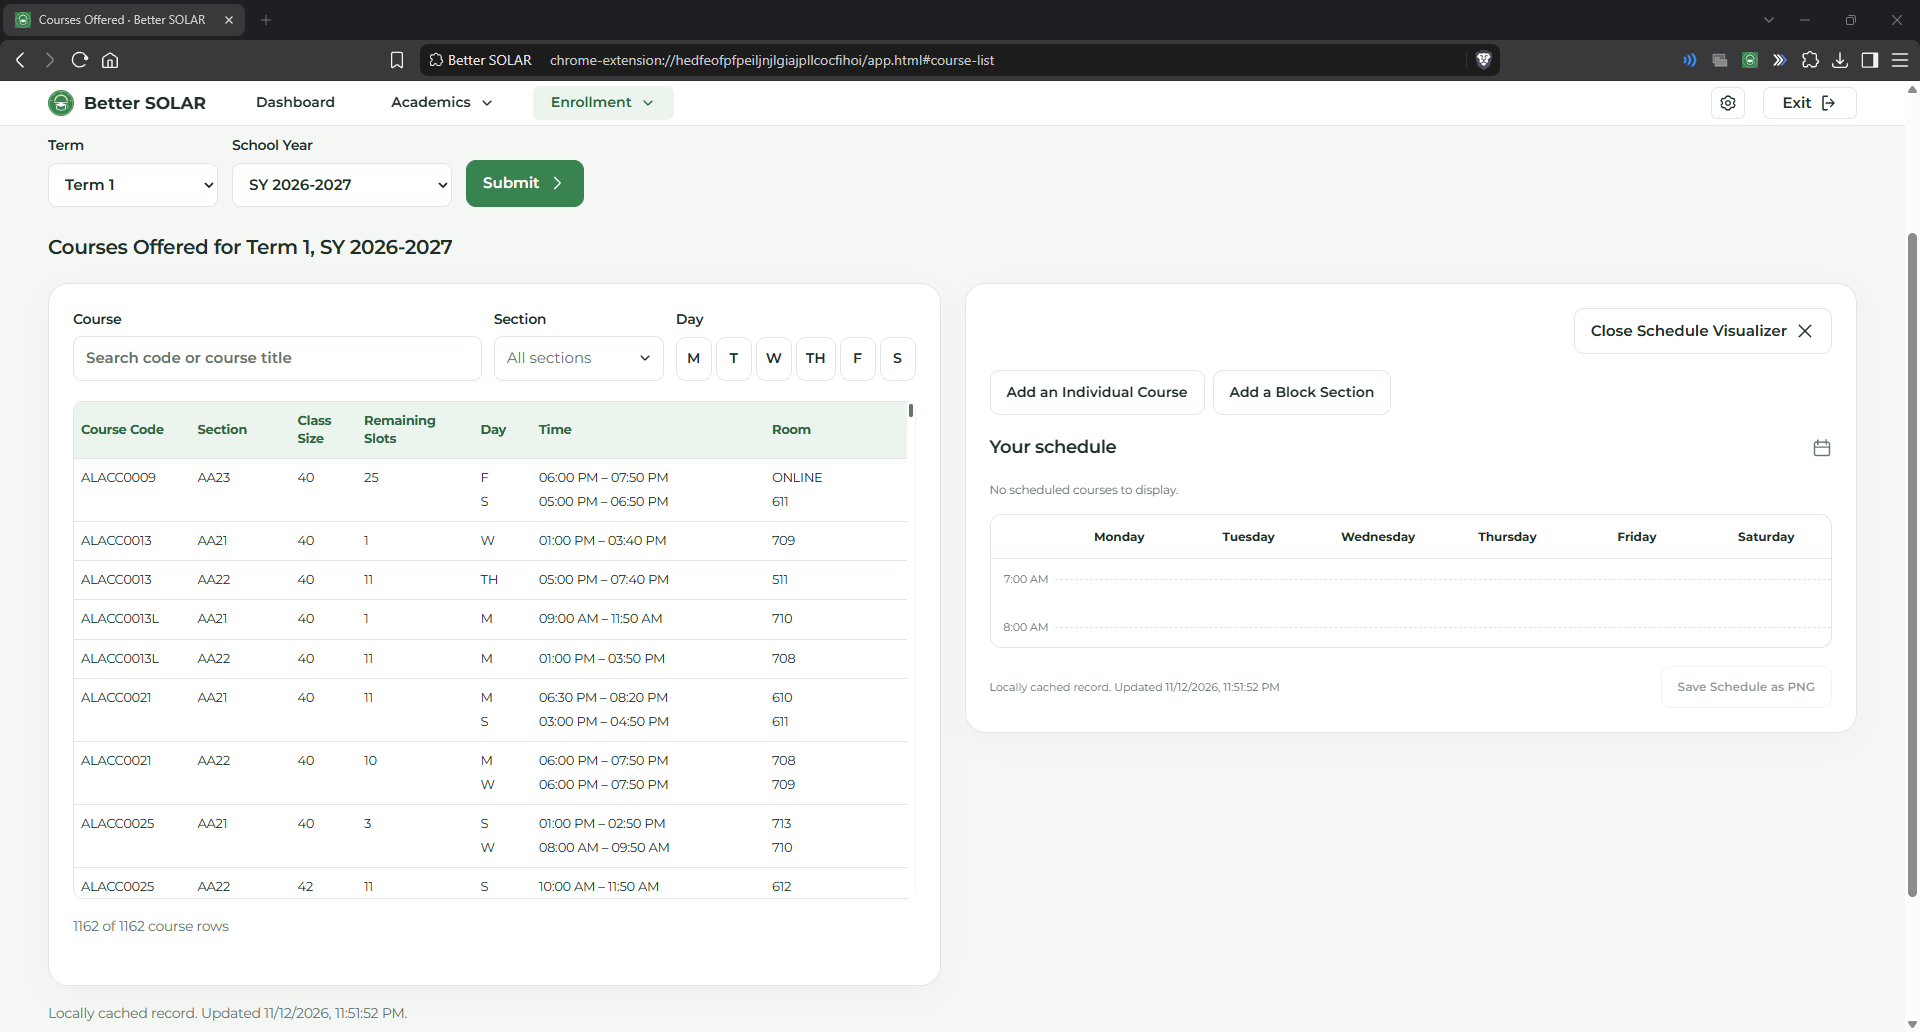 Courses Offered · Better SOLAR
Better SOLAR chrome-extension://hedfeofpfpeiljnjlgiajpllcocfihoi/app.html#course-list
Better SOLAR Dashboard Academics Enrollment Exit
Term School Year
Term 1 SY 2026-2027 Submit
Courses Offered for Term 1, SY 2026-2027
Course Section Day
Search code or course title All sections M T W TH F S
Course Code Section Class Size Remaining Slots Day Time Room
ALACC0009 AA23 40 25 F 06:00 PM – 07:50 PM ONLINE
S 05:00 PM – 06:50 PM 611
ALACC0013 AA21 40 1 W 01:00 PM – 03:40 PM 709
ALACC0013 AA22 40 11 TH 05:00 PM – 07:40 PM 511
ALACC0013L AA21 40 1 M 09:00 AM – 11:50 AM 710
ALACC0013L AA22 40 11 M 01:00 PM – 03:50 PM 708
ALACC0021 AA21 40 11 M 06:30 PM – 08:20 PM 610
S 03:00 PM – 04:50 PM 611
ALACC0021 AA22 40 10 M 06:00 PM – 07:50 PM 708
W 06:00 PM – 07:50 PM 709
ALACC0025 AA21 40 3 S 01:00 PM – 02:50 PM 713
W 08:00 AM – 09:50 AM 710
ALACC0025 AA22 42 11 S 10:00 AM – 11:50 AM 612
1162 of 1162 course rows
Locally cached record. Updated 11/12/2026, 11:51:52 PM.
Close Schedule Visualizer
Add an Individual Course Add a Block Section
Your schedule
No scheduled courses to display.
Monday Tuesday Wednesday Thursday Friday Saturday
7:00 AM
8:00 AM
Locally cached record. Updated 11/12/2026, 11:51:52 PM Save Schedule as PNG